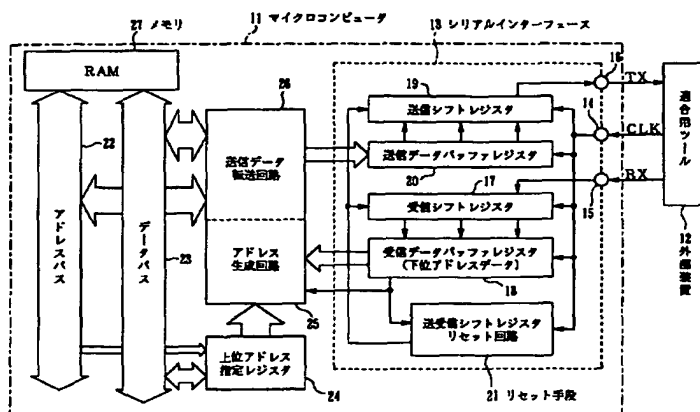 27 メモリ
11 マイクロコンピュータ
13 シリアルインターフェース
RAM
26
19
送信シフトレジスタ
16
TX
14
CLK
22
送信データ
転送回路
送信データバッファレジスタ
20
17
受信シフトレジスタ
RX
15
適合用ツール
12 外部装置
アドレスバス
データバス
23
アドレス
生成回路
受信データバッファレジスタ
(下位アドレスデータ)
18
25
送受信シフトレジスタ
リセット回路
上位アドレス
指定レジスタ
24
21 リセット手段